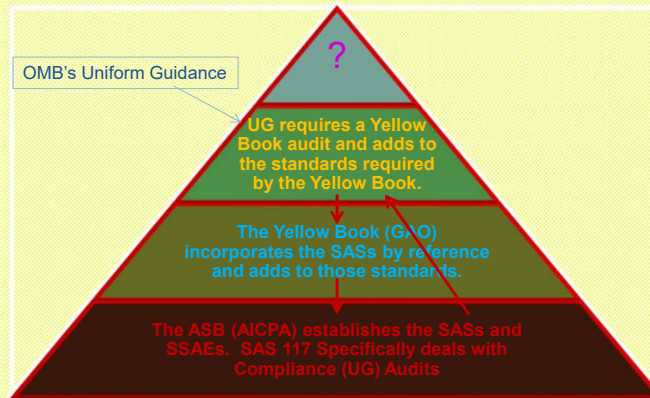 ?
OMB's Uniform Guidance
UG requires a Yellow
Book audit and adds to
the standards required
by the Yellow Book.
The Yellow Book (GAO)
incorporates the SASs by reference
and adds to those standards.
The ASB (AICPA) establishes the SASs and
SSAEs.  SAS 117 Specifically deals with
Compliance (UG) Audits